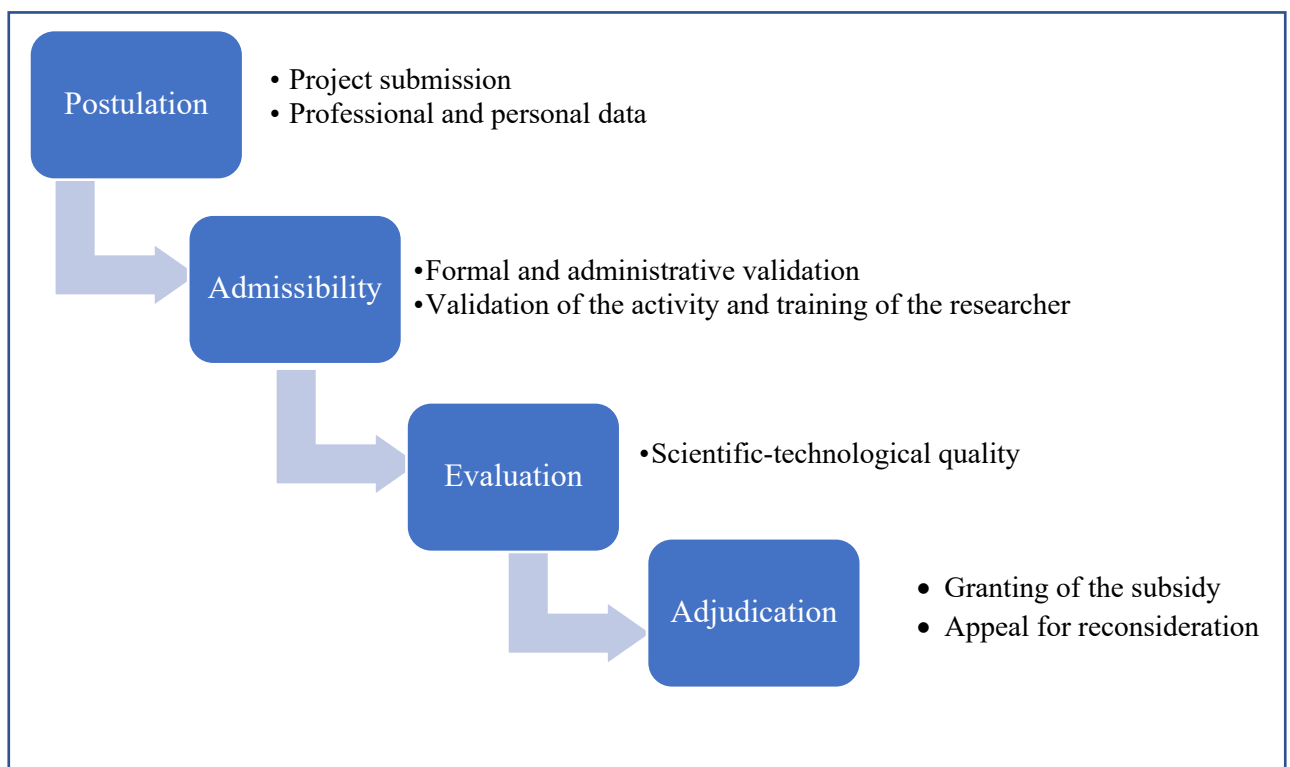 Postulation
• Project submission
• Professional and personal data
Admissibility
•Formal and administrative validation
•Validation of the activity and training of the researcher
Evaluation
•Scientific-technological quality
Adjudication
• Granting of the subsidy
• Appeal for reconsideration